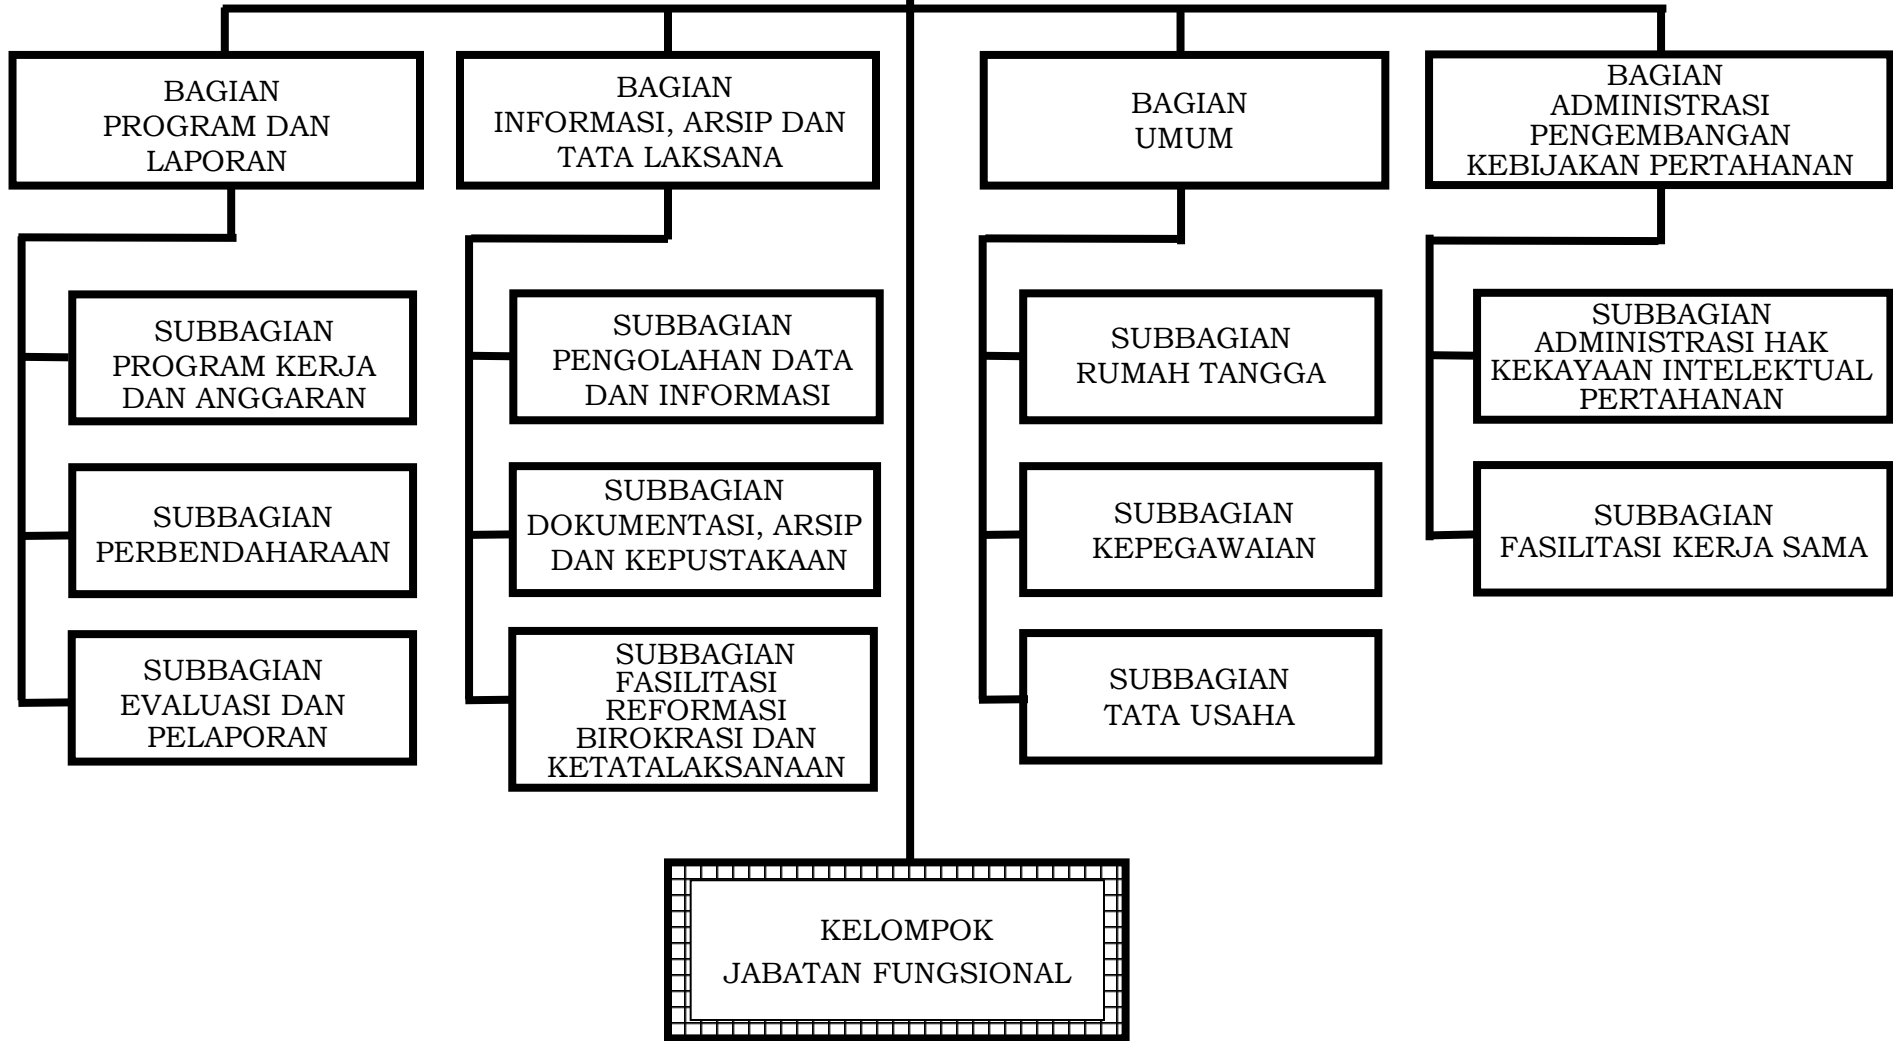 BAGIAN
PROGRAM DAN
LAPORAN
BAGIAN
INFORMASI, ARSIP DAN
TATA LAKSANA
BAGIAN
UMUM
BAGIAN
ADMINISTRASI
PENGEMBANGAN
KEBIJAKAN PERTAHANAN
SUBBAGIAN
PROGRAM KERJA
DAN ANGGARAN
SUBBAGIAN
PENGOLAHAN DATA
DAN INFORMASI
SUBBAGIAN
RUMAH TANGGA
SUBBAGIAN
ADMINISTRASI HAK
KEKAYAAN INTELEKTUAL
PERTAHANAN
SUBBAGIAN
PERBENDAHARAAN
SUBBAGIAN
DOKUMENTASI, ARSIP
DAN KEPUSTAKAAN
SUBBAGIAN
KEPEGAWAIAN
SUBBAGIAN
FASILITASI KERJA SAMA
SUBBAGIAN
EVALUASI DAN
PELAPORAN
SUBBAGIAN
FASILITASI
REFORMASI
BIROKRASI DAN
KETATALAKSANAAN
SUBBAGIAN
TATA USAHA
KELOMPOK
JABATAN FUNGSIONAL